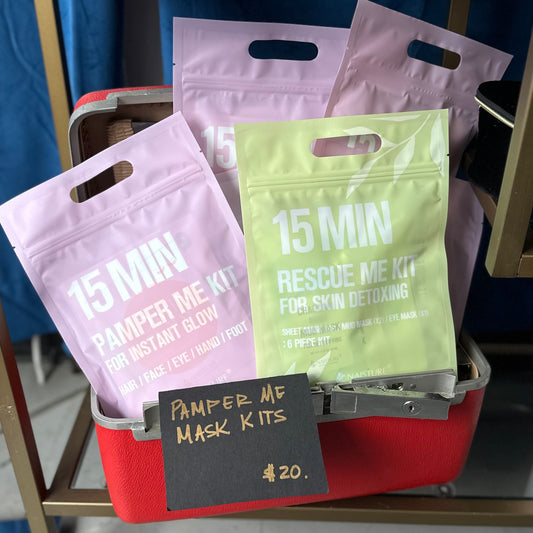 15
15 MIN
PAMPER ME KIT
FOR INSTANT GLOW
HAIR / FACE / EYE / HAND / FOOT
15 MIN
RESCUE ME KIT
FOR SKIN DETOXING
: 6 PIECE KIT
PAMPER ME
MASK KITS
$20.